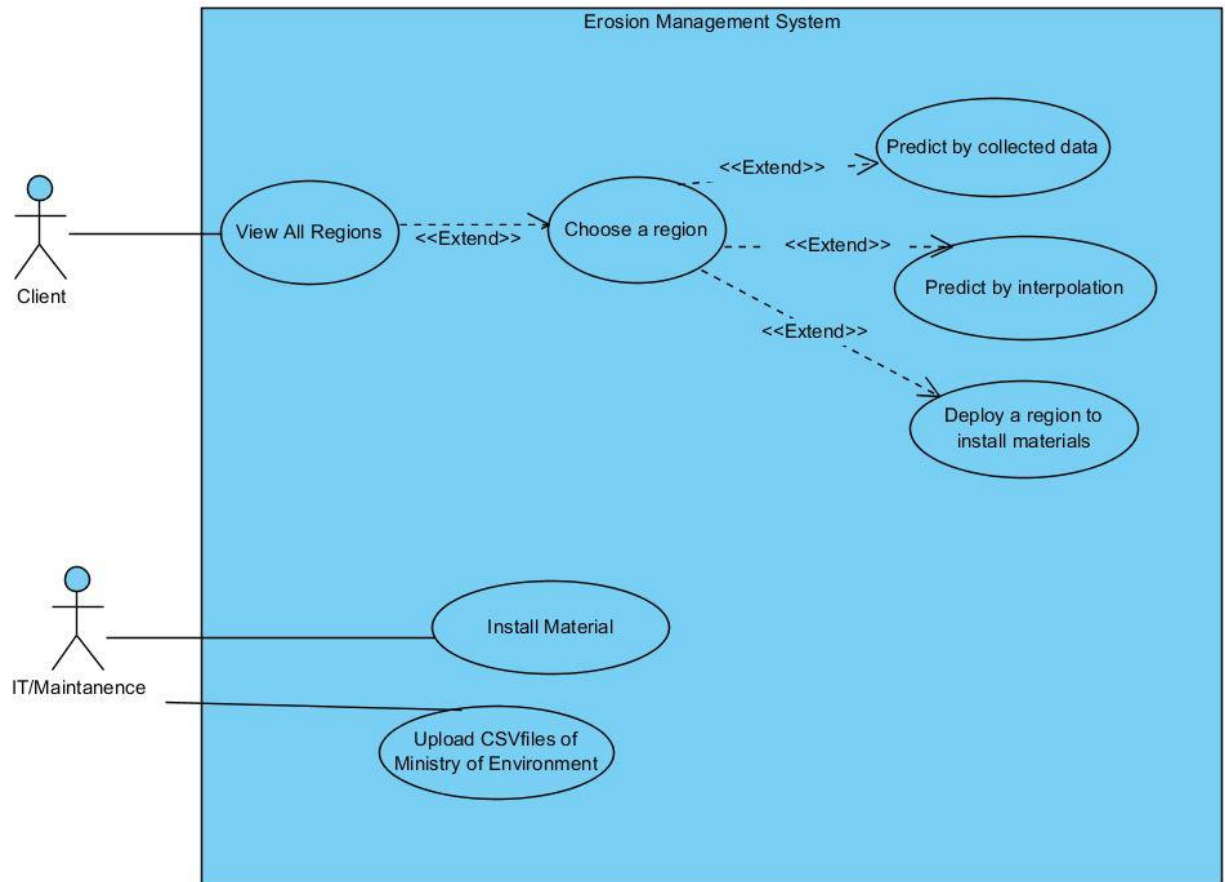 Erosion Management System
Predict by collected data
<<Extend>>
View All Regions
<<Extend>>
Choose a region
<<Extend>>
Predict by interpolation
Client
<<Extend>>
Deploy a region to
install materials
Install Material
IT/Maintanence
Upload CSVfiles of
Ministry of Environment